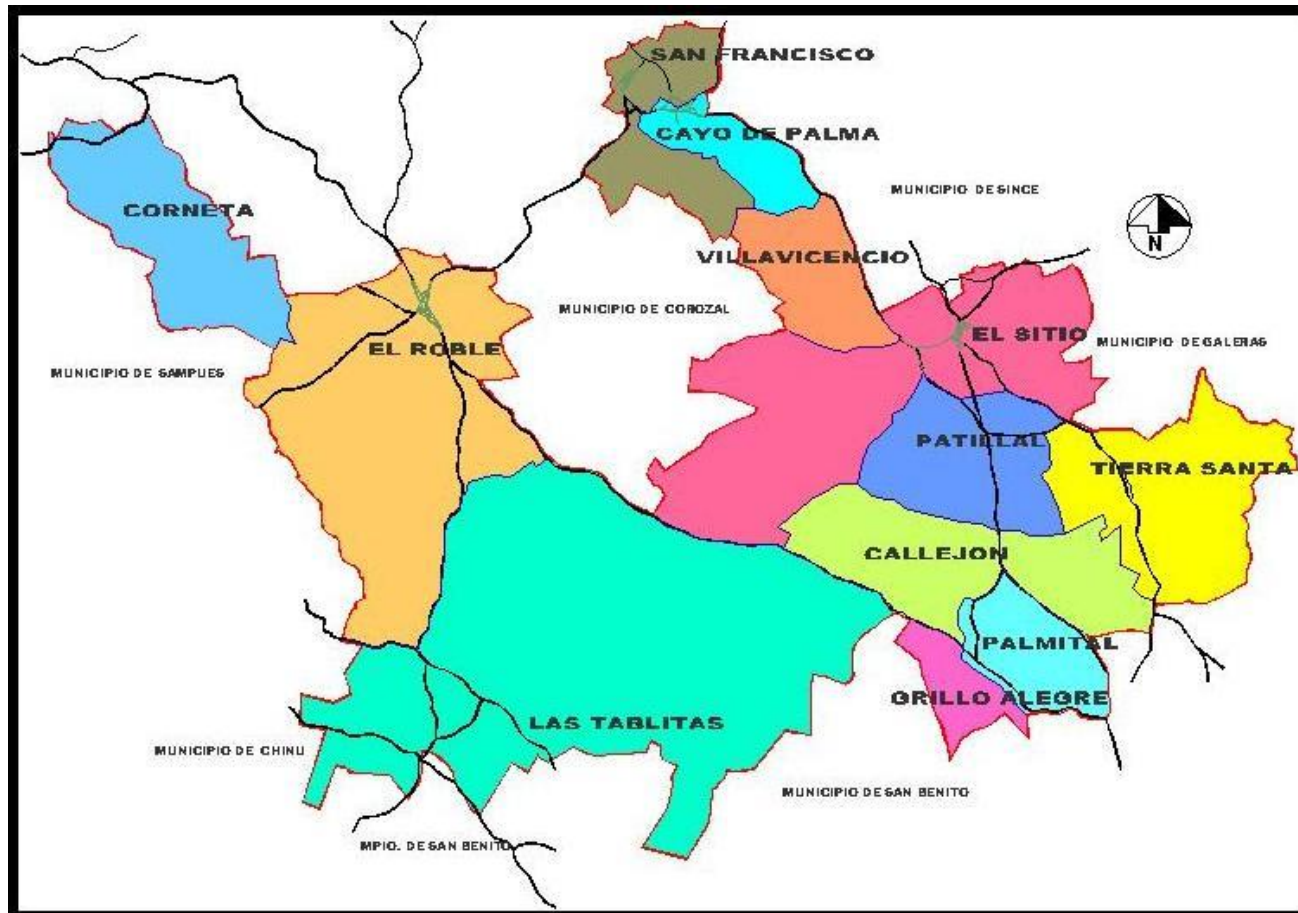 SAN FRANCISCO
CAYO DE PALMA
MUNICIPIO DE SINCE
CORNETA
N
VILLAVICENCIO
MUNICIPIO DE COROZAL
EL SITIO
EL ROBLE
MUNICIPIO DE GALERAS
MUNICIPIO DE SAMPUES
PATILLAL
TIERRA SANTA
CALLEJON
PALMITAL
GRILLO ALEGRE
LAS TABLITAS
MUNICIPIO DE CHINU
MUNICIPIO DE SAN BENITO
MPIO. DE SAN BENITO